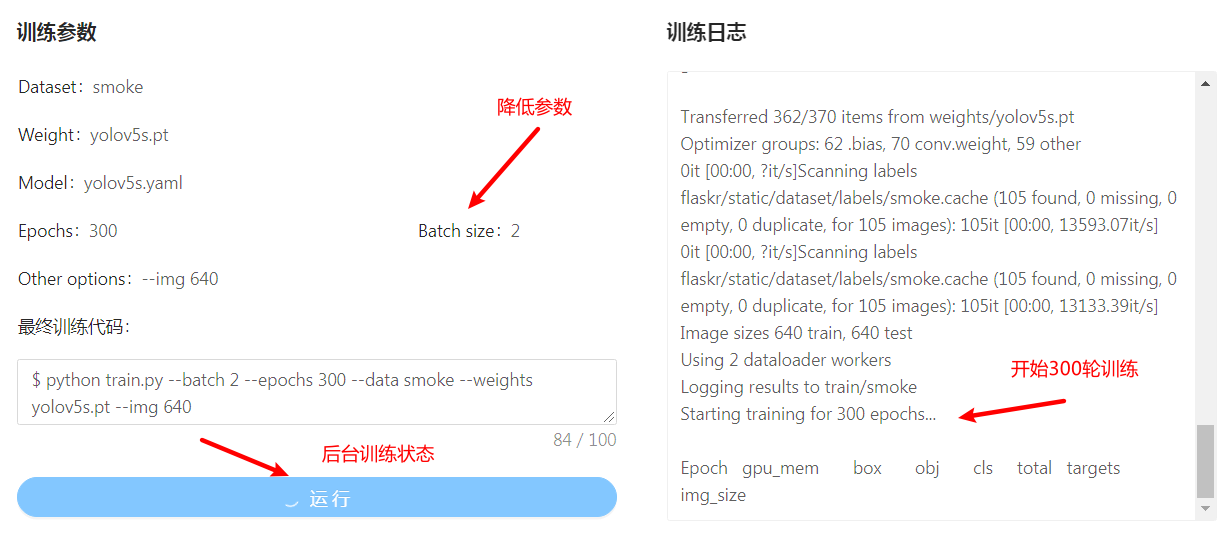 训练参数
Dataset：smoke
降低参数
Weight：yolov5s.pt
Model：yolov5s.yaml
Epochs：300
Batch size：2
Other options：--img 640
最终训练代码：
$ python train.py --batch 2 --epochs 300 --data smoke --weights
yolov5s.pt --img 640
84 / 100
后台训练状态
运行
训练日志
Transferred 362/370 items from weights/yolov5s.pt
Optimizer groups: 62 .bias, 70 conv.weight, 59 other
0it [00:00, ?it/s]Scanning labels
flaskr/static/dataset/labels/smoke.cache (105 found, 0 missing, 0
empty, 0 duplicate, for 105 images): 105it [00:00, 13593.07it/s]
0it [00:00, ?it/s]Scanning labels
flaskr/static/dataset/labels/smoke.cache (105 found, 0 missing, 0
empty, 0 duplicate, for 105 images): 105it [00:00, 13133.39it/s]
Image sizes 640 train, 640 test
Using 2 dataloader workers
开始300轮训练
Logging results to train/smoke
Starting training for 300 epochs...
Epoch gpu_mem box obj cls total targets
img_size